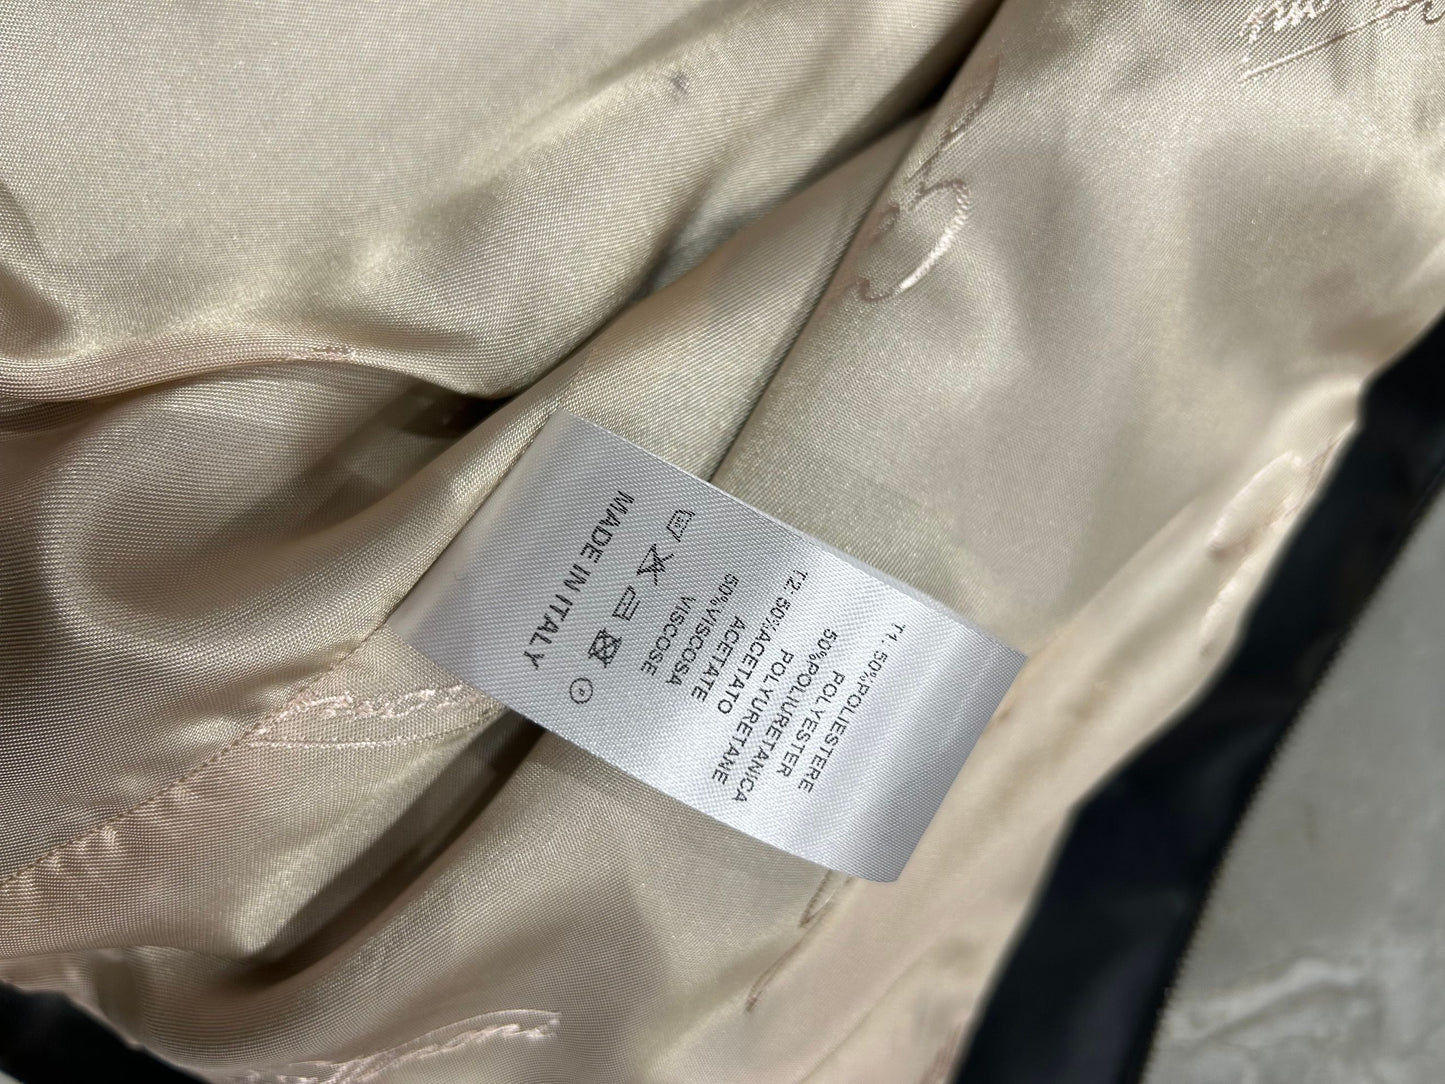 T1. 50%POLIESTERE
50%POLIURETANICA
POLYESTER
POLYURETANE
T2: 50%ACETATO
50%VISCOSA
ACETATE
VISCOSE
MADE IN ITALY